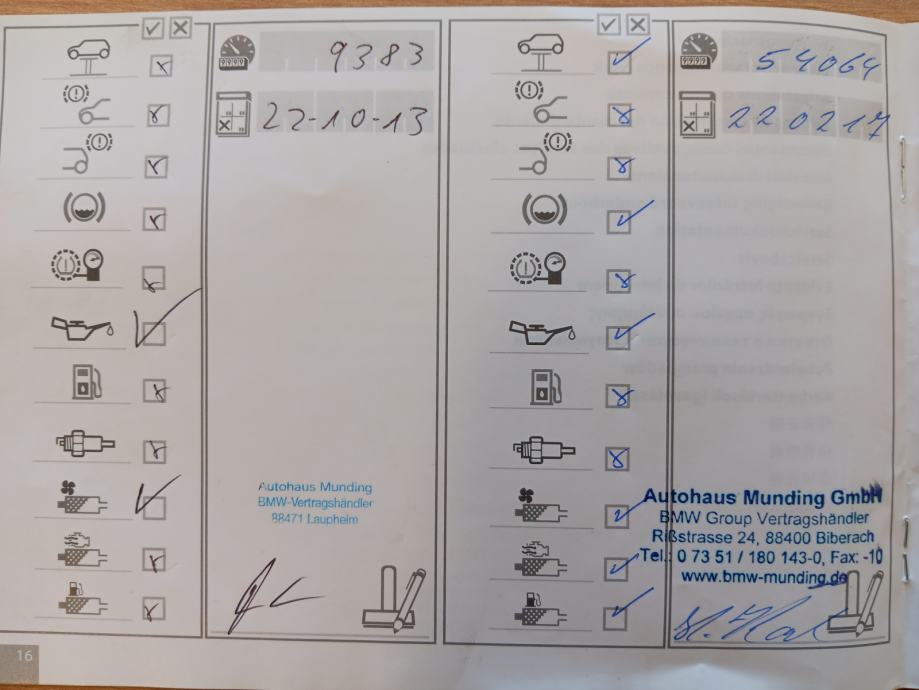 9383
22-10-13
Autohaus Munding
BMW-Vertragshändler
88471 Laupheim
16
54064
220217
Autohaus Munding GmbH
BMW Group Vertragshändler
Rißstrasse 24, 88400 Biberach
Tel.: 0 73 51 / 180 143-0, Fax: -10
www.bmw-munding.de